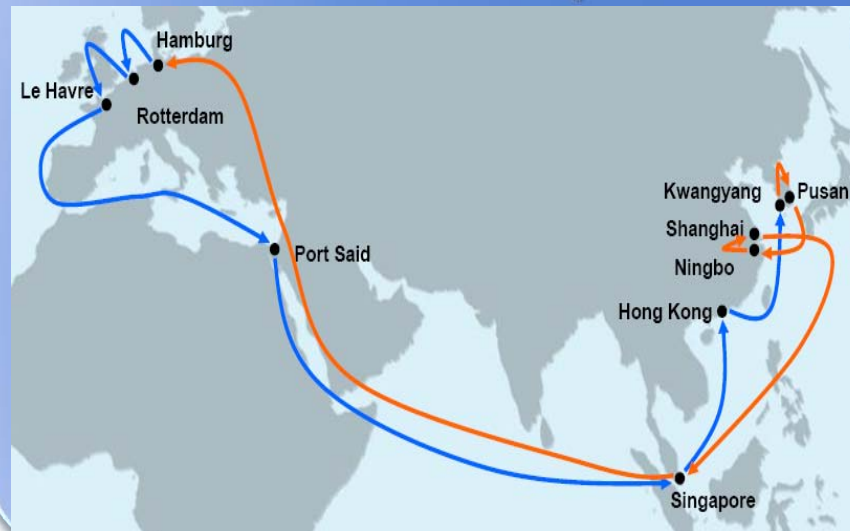 Hamburg
Le Havre
Rotterdam
Kwangyang
Pusan
Shanghai
Port Said
Ningbo
Hong Kong
Singapore